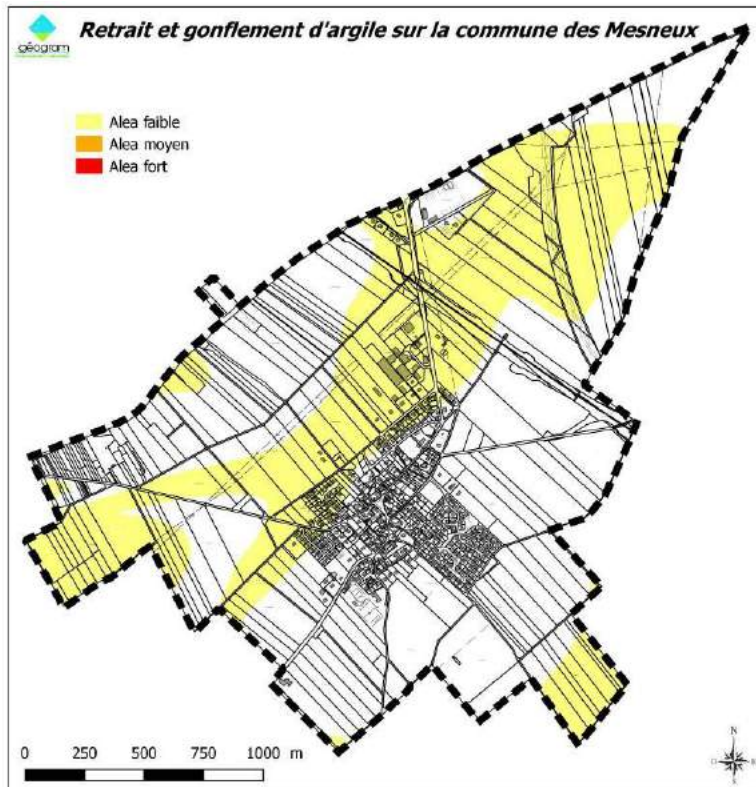 Retrait et gonflement d'argile sur la commune des Mesneux
géogram
Alea faible
Alea moyen
Alea fort
0 250 500 750 1000 m
N
O E
S